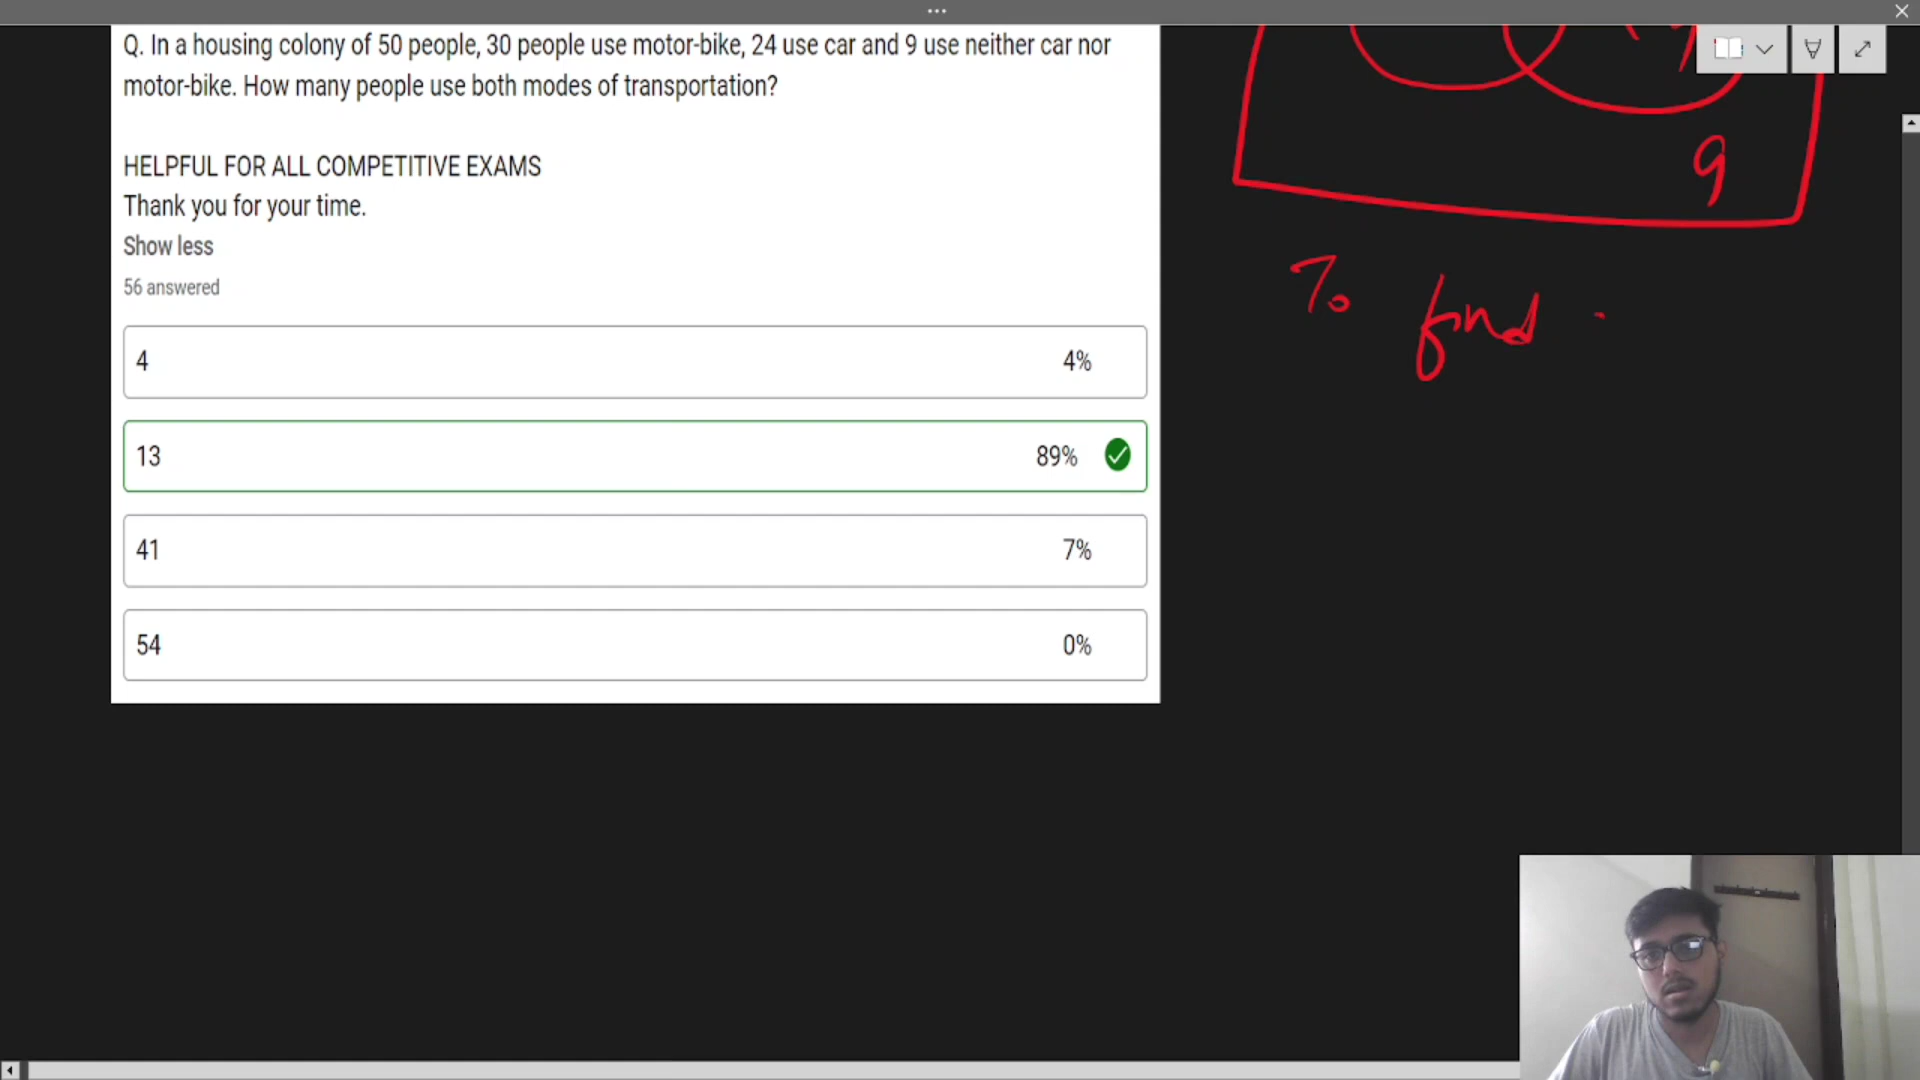 Q. In a housing colony of 50 people, 30 people use motor-bike, 24 use car and 9 use neither car nor
motor-bike. How many people use both modes of transportation?
HELPFUL FOR ALL COMPETITIVE EXAMS
Thank you for your time.
Show less
56 answered
4 4%
13 89%
41 7%
54 0%
9
To find